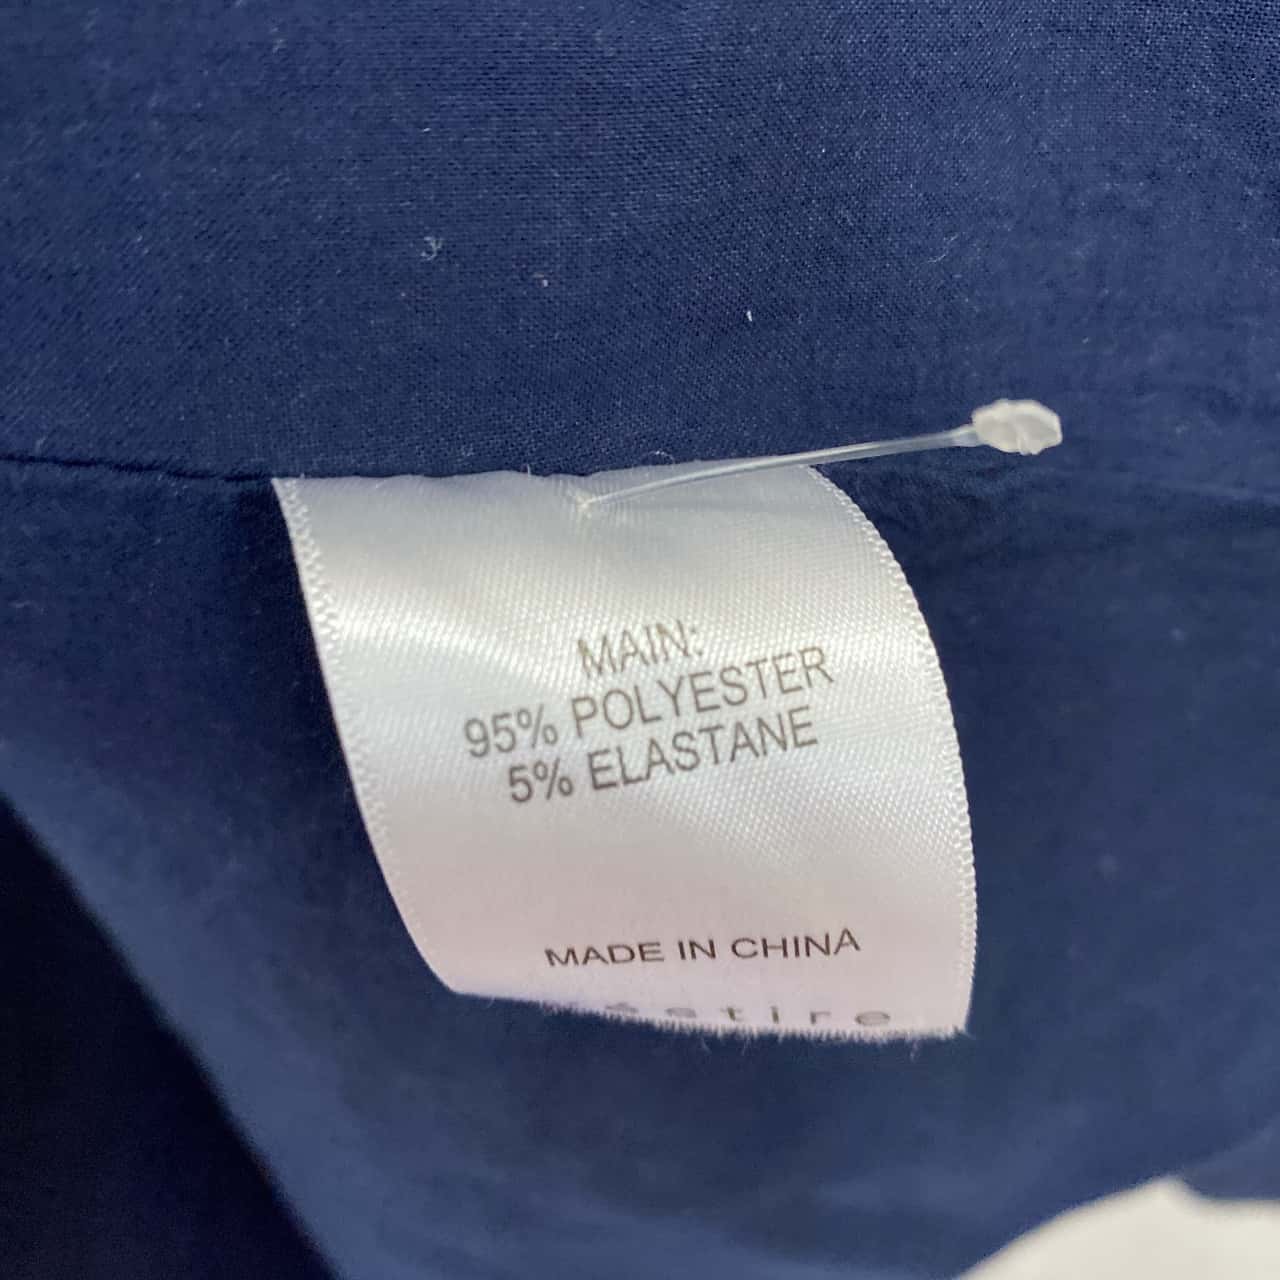 MAIN:
95% POLYESTER
5% ELASTANE
MADE IN CHINA